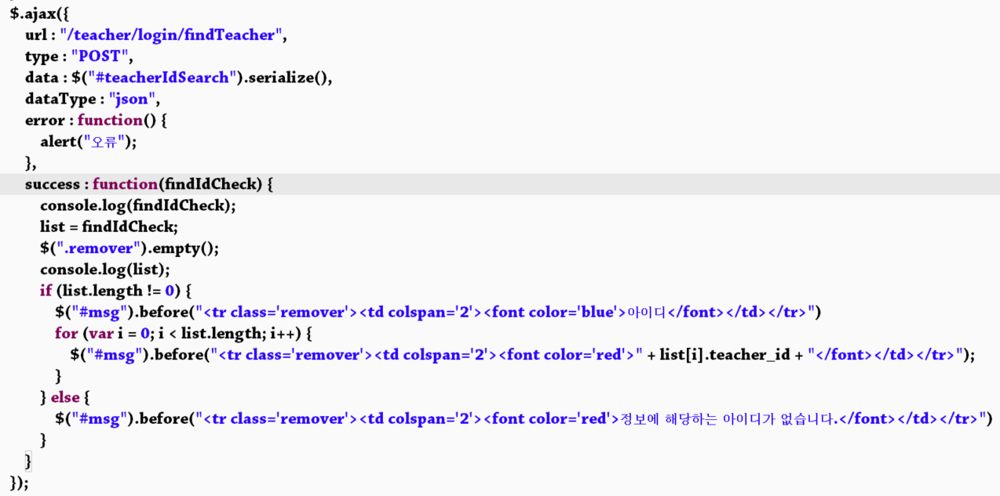 $.ajax({
url : "/teacher/login/findTeacher",
type : "POST",
data : $("#teacherIdSearch").serialize(),
dataType : "json",
error : function() {
alert("오류");
},
success : function(findIdCheck) {
console.log(findIdCheck);
list = findIdCheck;
$(".remover").empty();
console.log(list);
if (list.length != 0) {
$("#msg").before("<tr class='remover'><td colspan='2'><font color='blue'>아이디</font></td></tr>")
for (var i = 0; i < list.length; i++) {
$("#msg").before("<tr class='remover'><td colspan='2'><font color='red'>" + list[i].teacher_id + "</font></td></tr>");
}
} else {
$("#msg").before("<tr class='remover'><td colspan='2'><font color='red'>정보에 해당하는 아이디가 없습니다.</font></td></tr>")
}
}
});